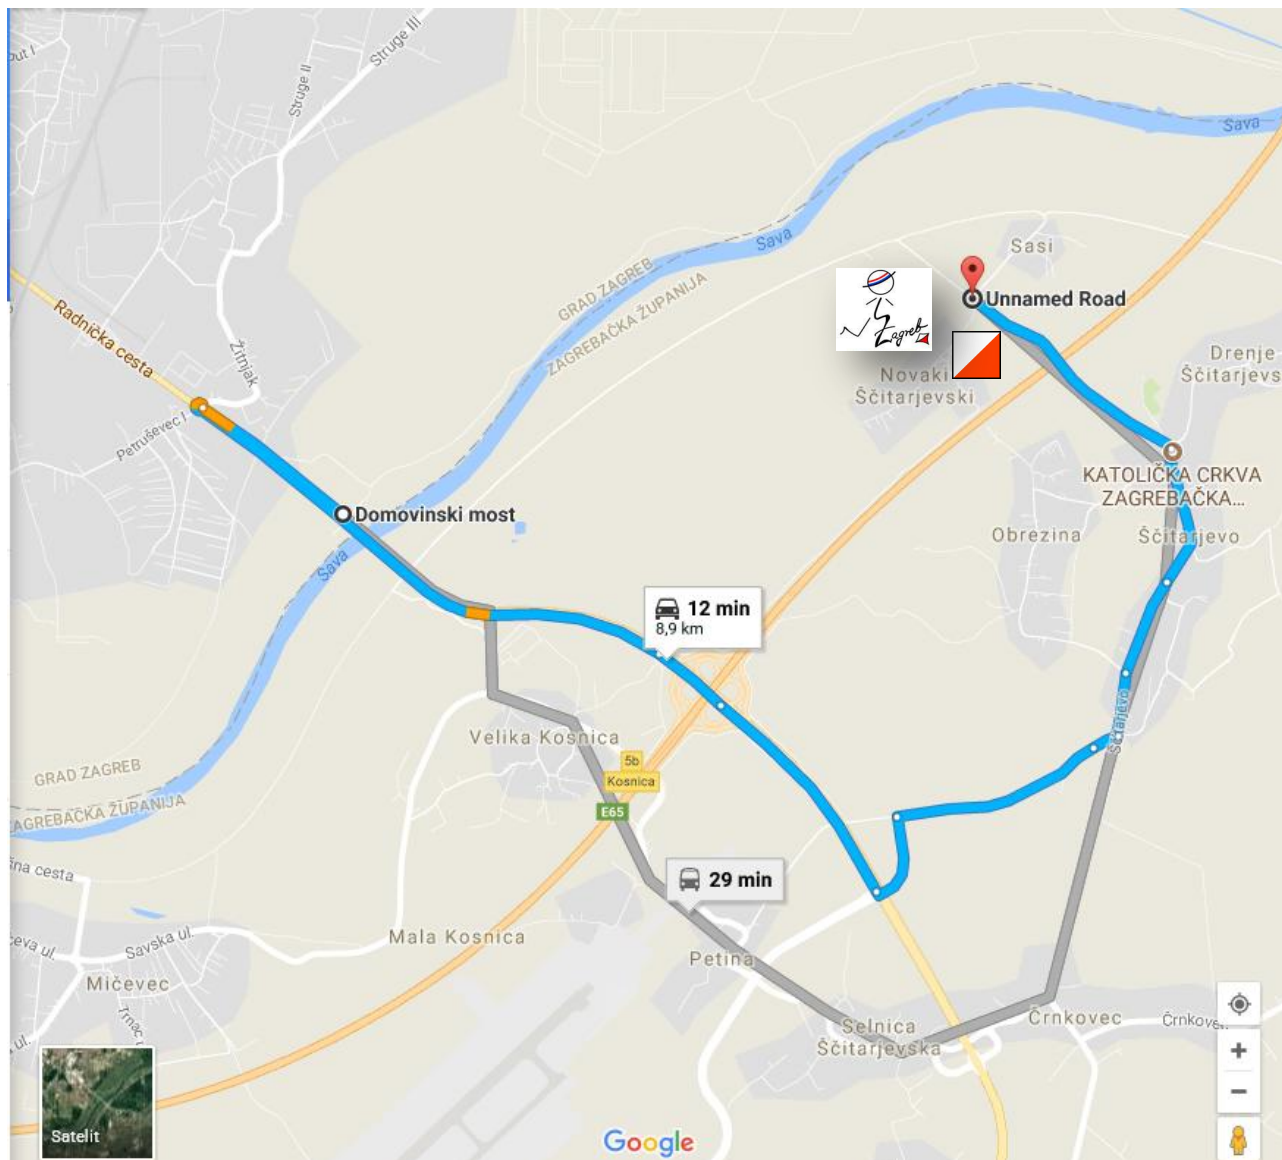 Struge III
Struge II
Sava
Sava
GRAD ZAGREB
ZAGREBAČKA ŽUPANIJA
Sasi
Unnamed Road
Zagreb
Radnička cesta
Žitnjak
Petruševec I
Novaki
Ščitarjevski
Drenje
Ščitarjevs
KATOLIČKA CRKVA
ZAGREBAČKA...
Domovinski most
Obrezina
Ščitarjevo
Sava
12 min
8,9 km
Ščitarjevo
Velika Kosnica
5b
Kosnica
E65
GRAD ZAGREB
ZAGREBAČKA ŽUPANIJA
29 min
Savska ul.
Mala Kosnica
Petina
Mičevec
Selnica
Ščitarjevska
Črnkovec
Satelit
Google